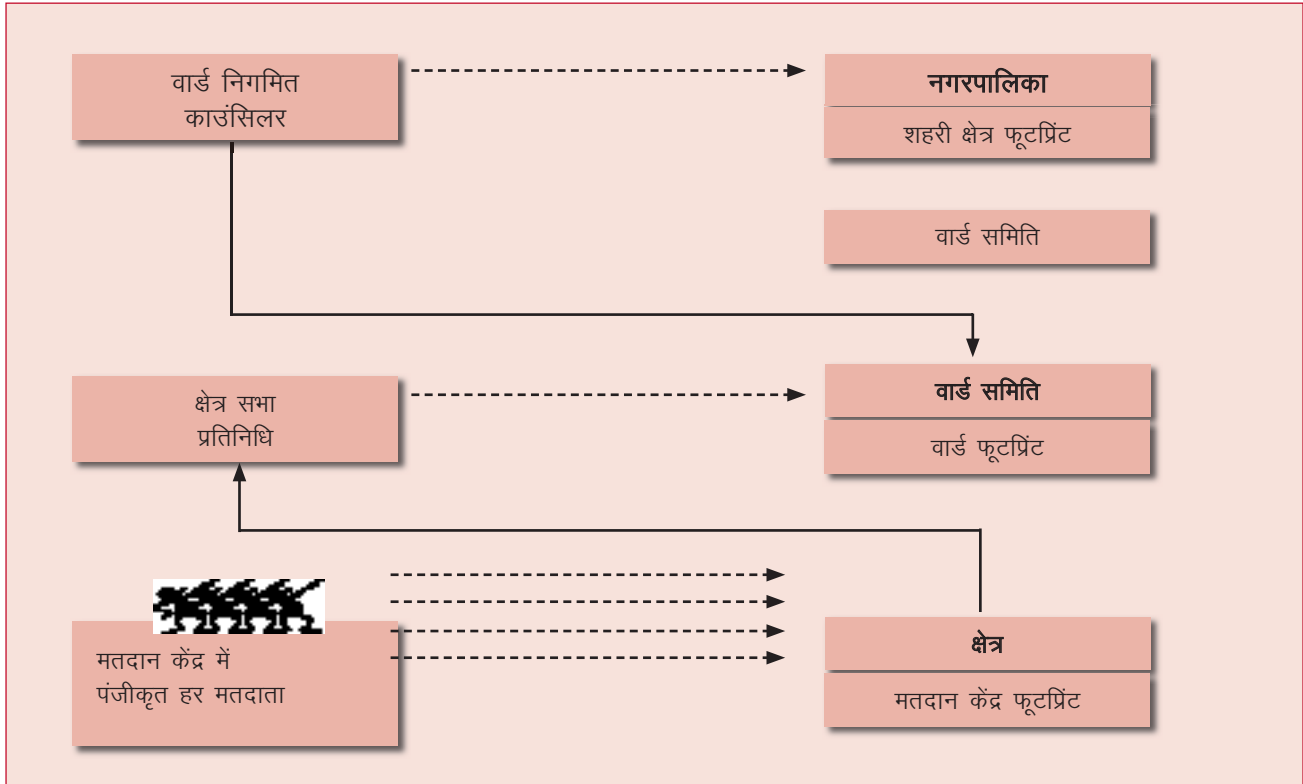 वार्ड निगमित
काउंसिलर
नगरपालिका
शहरी क्षेत्र फूटप्रिंट
वार्ड समिति
क्षेत्र सभा
प्रतिनिधि
वार्ड समिति
वार्ड फूटप्रिंट
मतदान केंद्र में
पंजीकृत हर मतदाता
क्षेत्र
मतदान केंद्र फूटप्रिंट